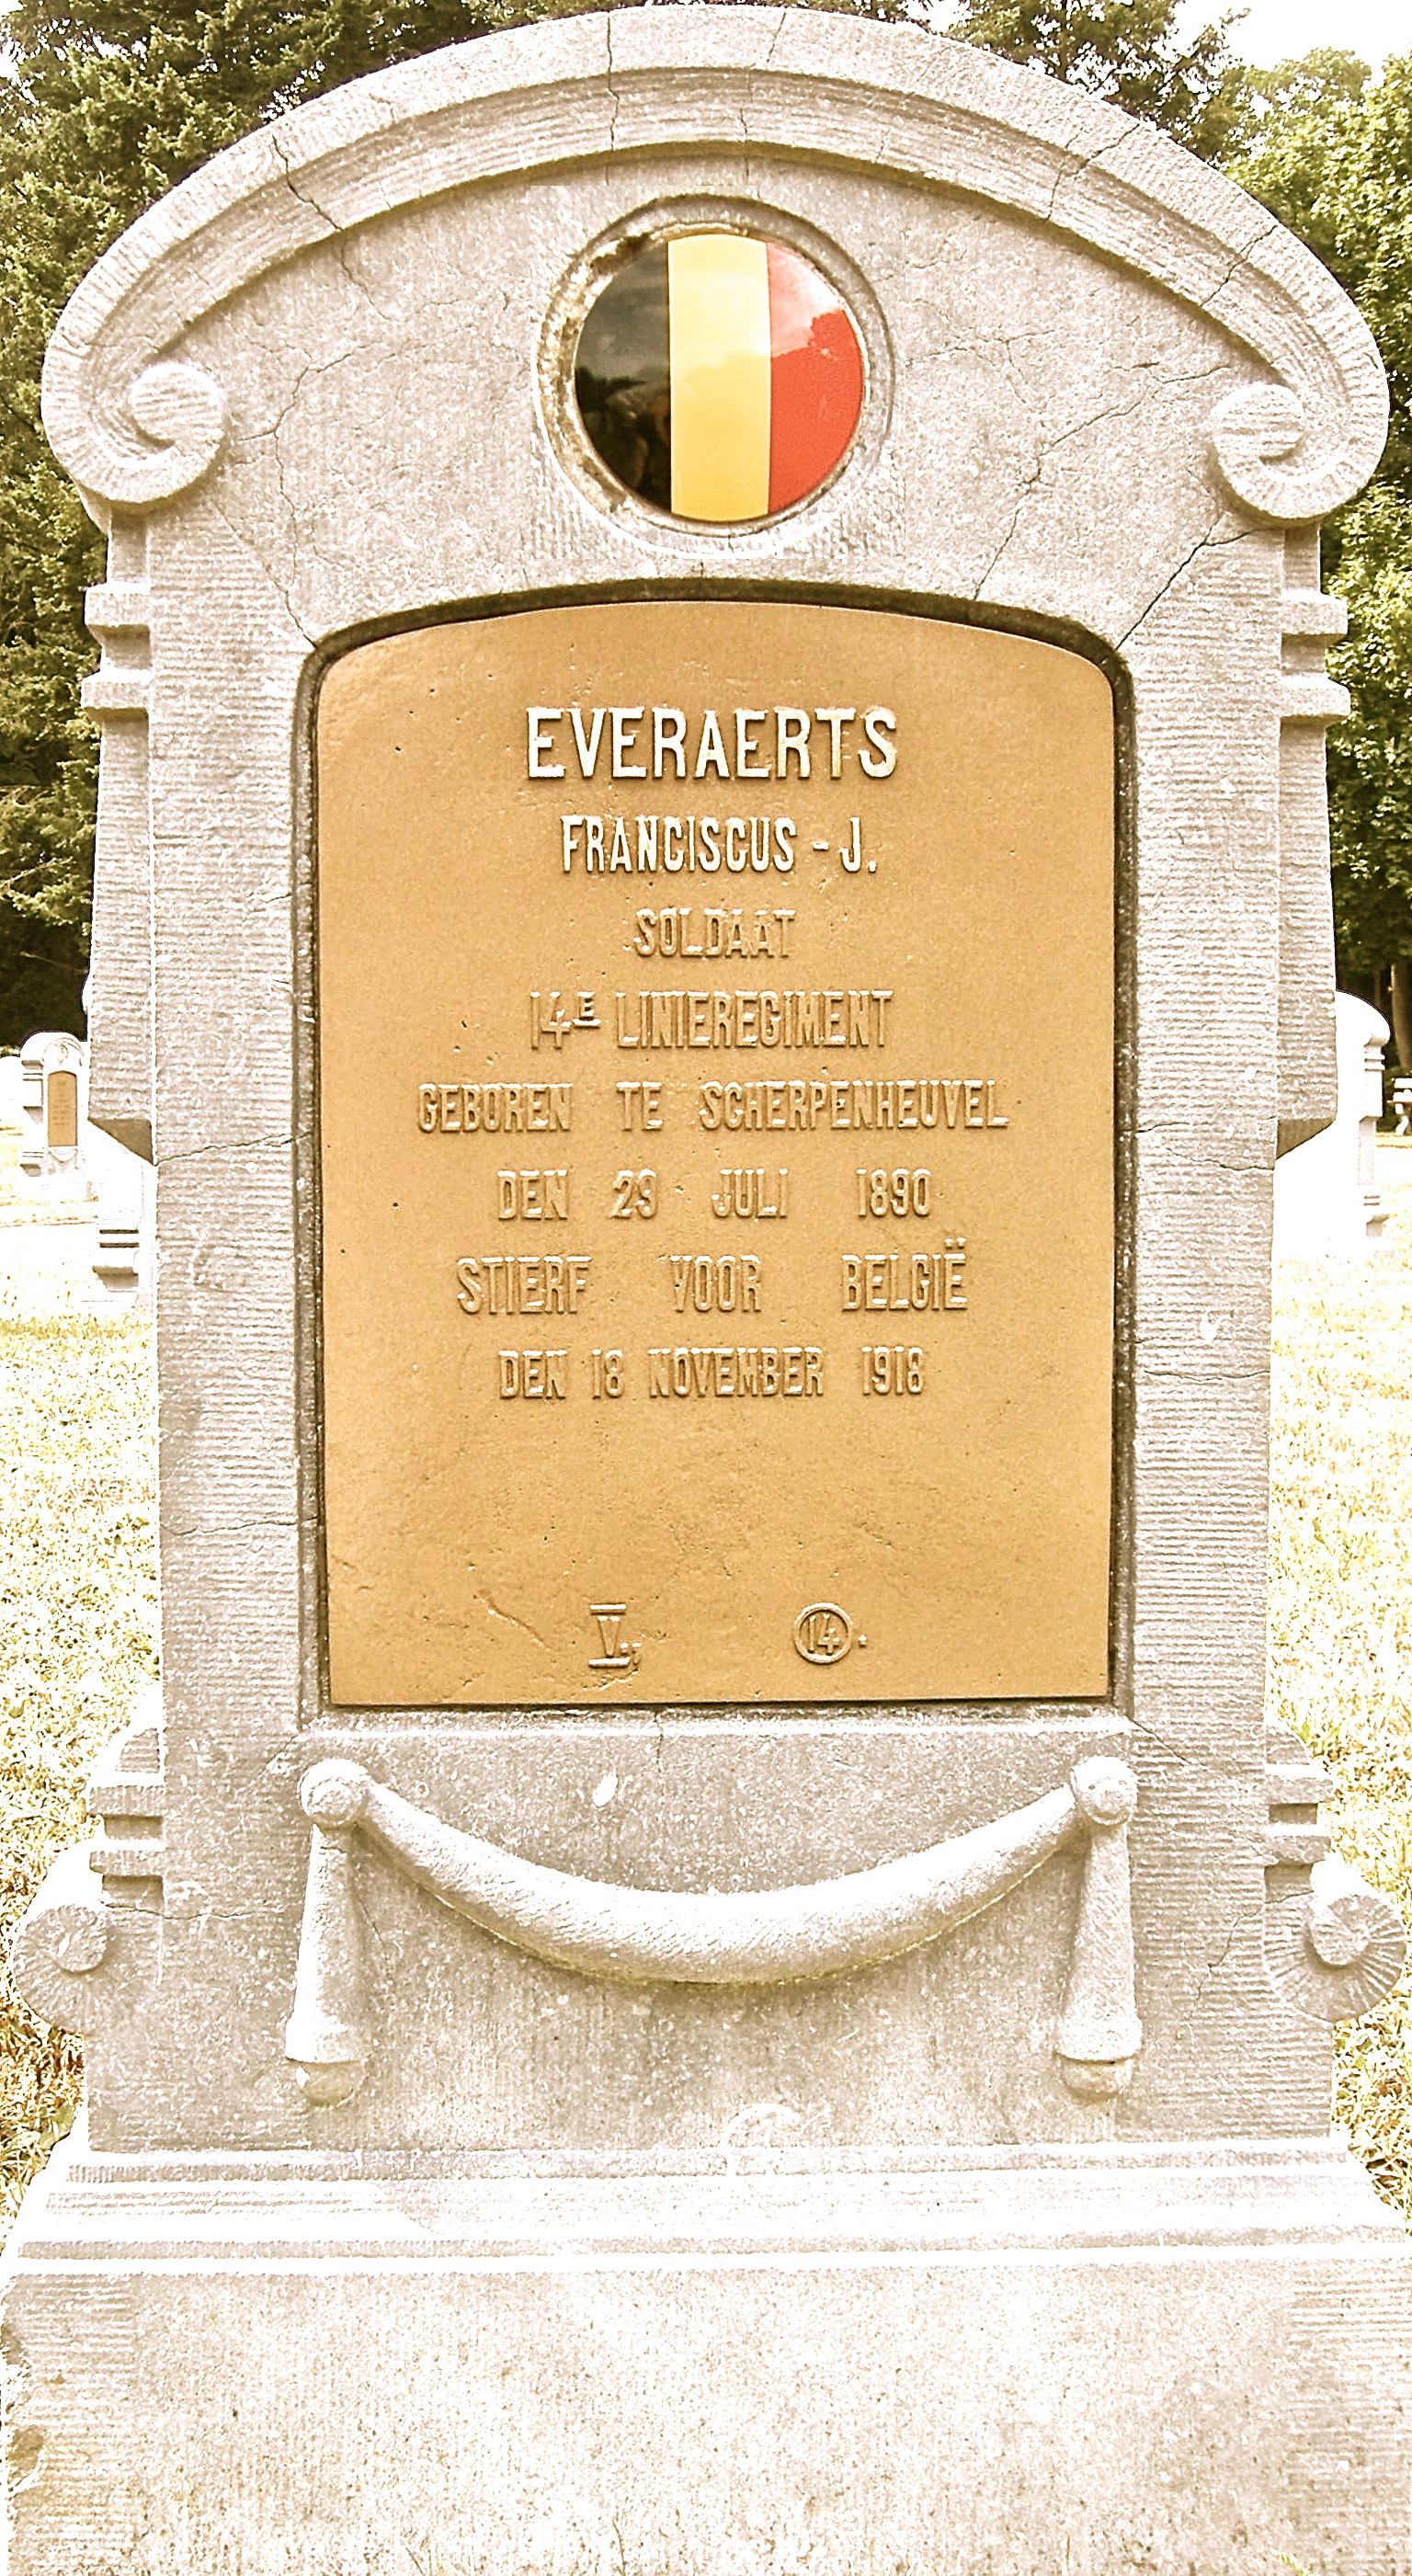 EVERAERTS
FRANCISCUS - J.
SOLDAAT
14E LINIEREGIMENT
GEBOREN TE SCHERPENHEUVEL
DEN 29 JULI 1890
STIERF VOOR BELGIË
DEN 18 NOVEMBER 1918
V. 14.